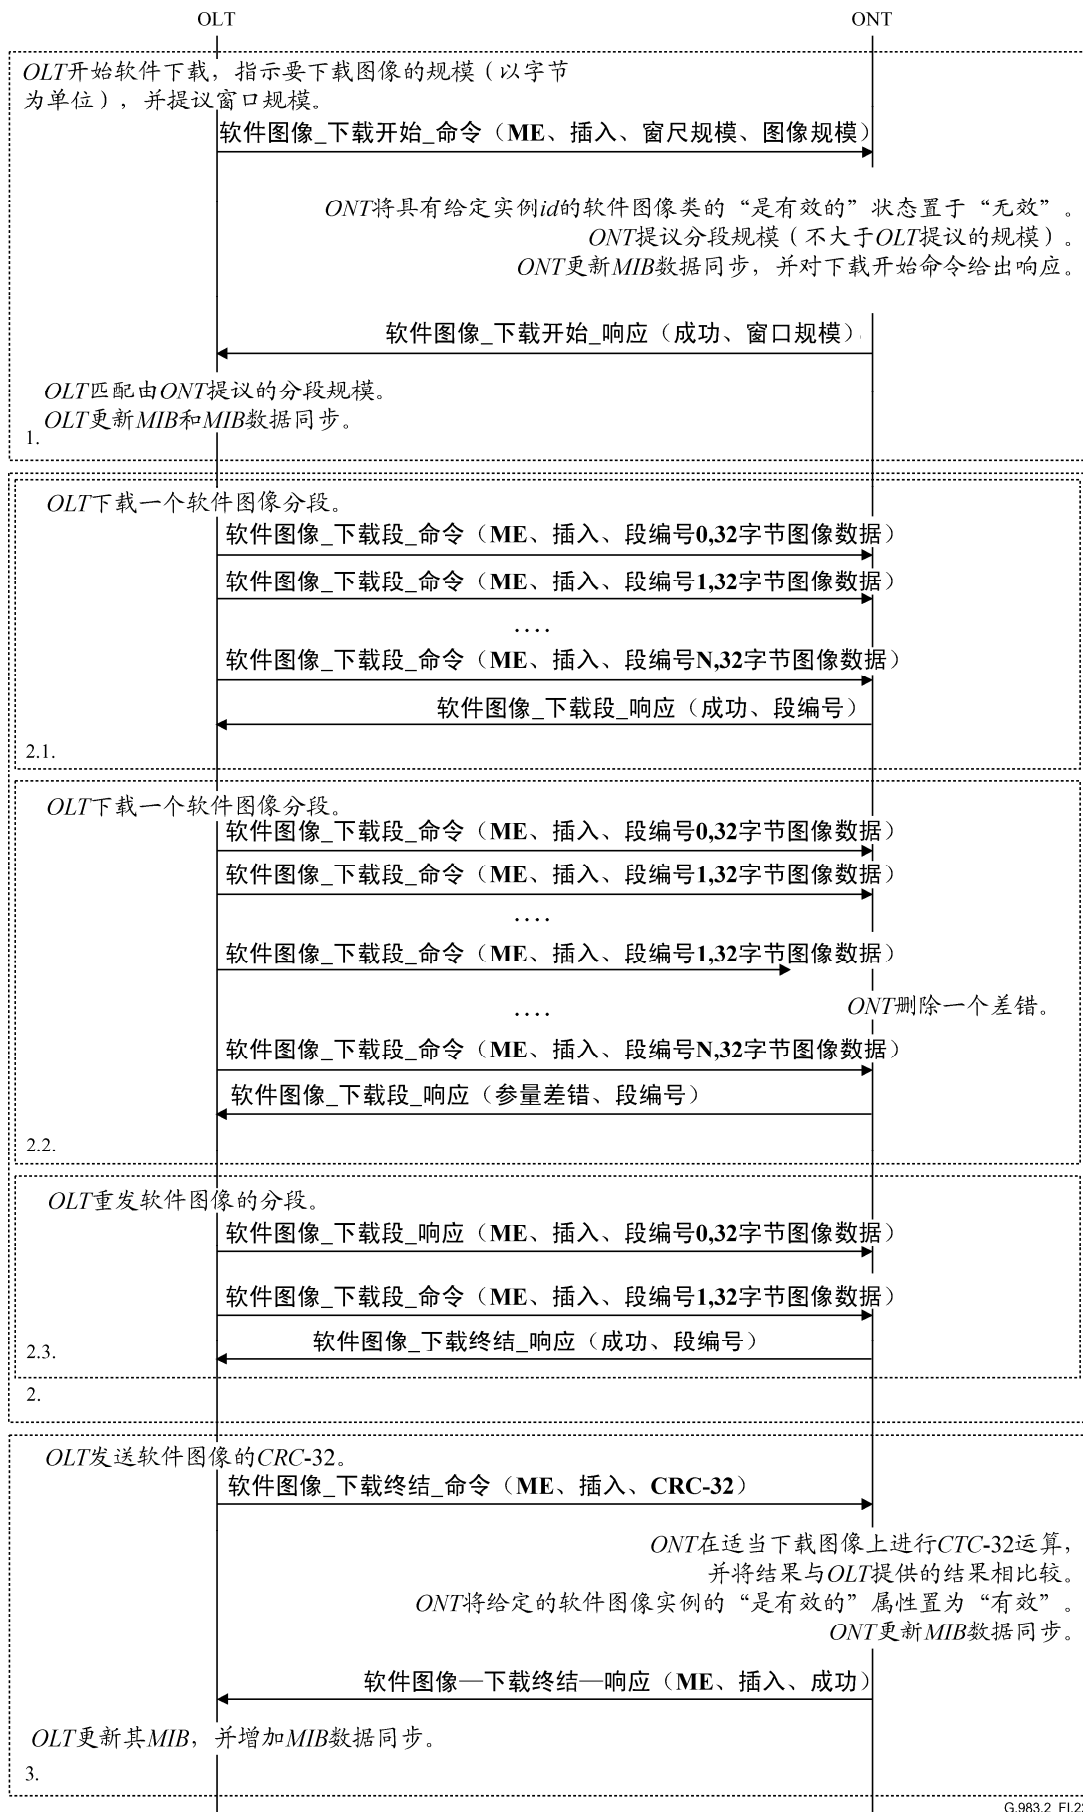 OLT
ONT
OLT开始软件下载，指示要下载图像的规模（以字节
为单位），并提议窗口规模。
软件图像_下载开始_命令（ME、插入、窗尺规模、图像规模）
ONT将具有给定实例id的软件图像类的“是有效的”状态置于“无效”。
ONT提议分段规模（不大于OLT提议的规模）。
ONT更新MIB数据同步，并对下载开始命令给出响应。
软件图像_下载开始_响应（成功、窗口规模）
OLT匹配由ONT提议的分段规模。
OLT更新MIB和MIB数据同步。
1.
OLT下载一个软件图像分段。
软件图像_下载段_命令（ME、插入、段编号0,32字节图像数据）
软件图像_下载段_命令（ME、插入、段编号1,32字节图像数据）
....
软件图像_下载段_命令（ME、插入、段编号N,32字节图像数据）
软件图像_下载段_响应（成功、段编号）
2.1.
OLT下载一个软件图像分段。
软件图像_下载段_命令（ME、插入、段编号0,32字节图像数据）
软件图像_下载段_命令（ME、插入、段编号1,32字节图像数据）
....
软件图像_下载段_命令（ME、插入、段编号1,32字节图像数据）
ONT删除一个差错。
....
软件图像_下载段_命令（ME、插入、段编号N,32字节图像数据）
软件图像_下载段_响应（参量差错、段编号）
2.2.
OLT重发软件图像的分段。
软件图像_下载段_响应（ME、插入、段编号0,32字节图像数据）
软件图像_下载段_命令（ME、插入、段编号1,32字节图像数据）
软件图像_下载终结_响应（成功、段编号）
2.3.
2.
OLT发送软件图像的CRC-32。
软件图像_下载终结_命令（ME、插入、CRC-32）
ONT在适当下载图像上进行CTC-32运算，
并将结果与OLT提供的结果相比较。
ONT将给定的软件图像实例的“是有效的”属性置为“有效”。
ONT更新MIB数据同步。
软件图像—下载终结—响应（ME、插入、成功）
OLT更新其MIB，并增加MIB数据同步。
3.